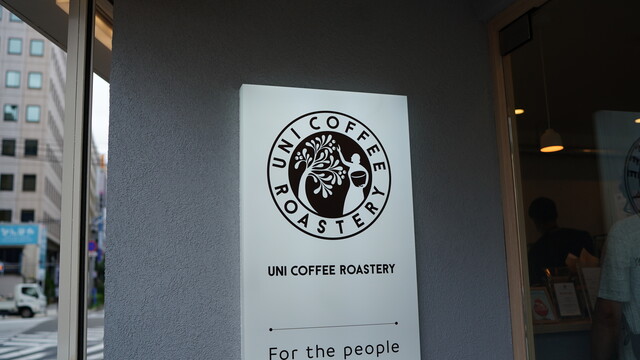 UNI COFFEE
ROASTERY
UNI COFFEE ROASTERY
For the people